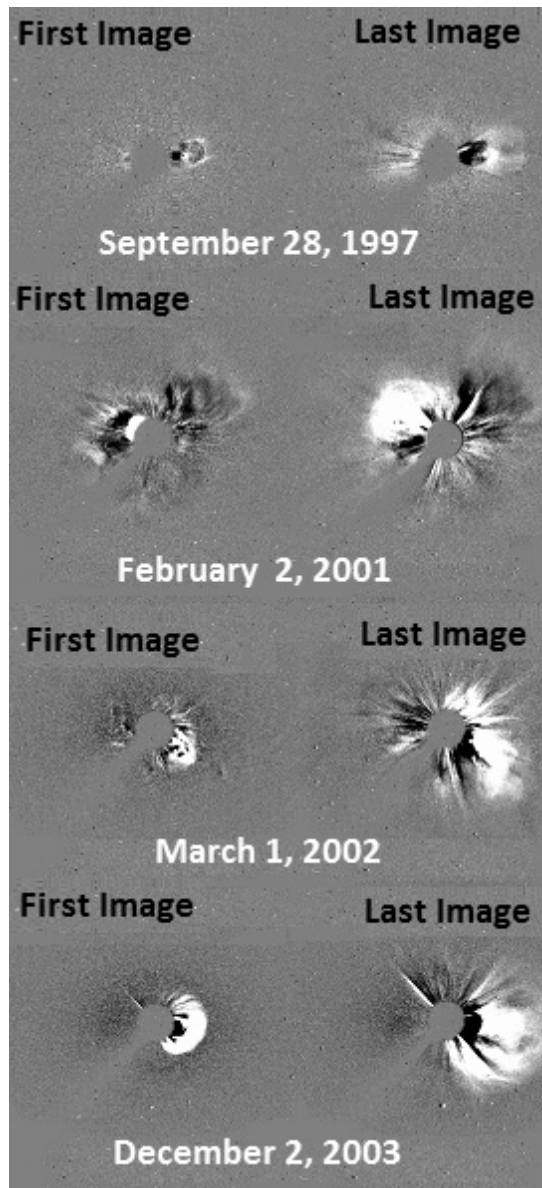 First Image Last Image
September 28, 1997
First Image Last Image
February 2, 2001
First Image Last Image
March 1, 2002
First Image Last Image
December 2, 2003